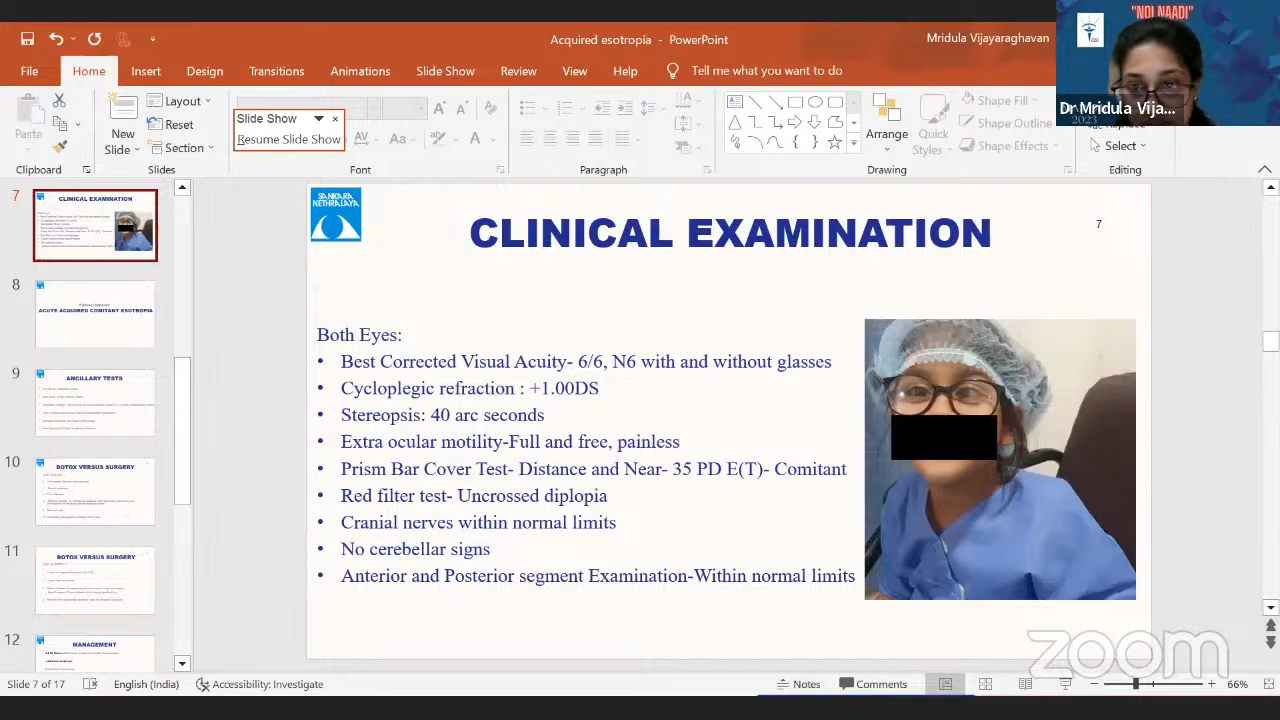 "NOI NAADI"
Acquired esotropia - PowerPoint
Mridula Vijayaraghavan
File Home Insert Design Transitions Animations Slide Show Review View Help Tell me what you want to do
Dr Mridula Vija...
2023
Paste
New Slide
Layout
Reset
Section
Slide Show
Resume Slide Show
Arrange
Quick Styles
Shape Fill
Shape Outline
Shape Effects
Replace
Select
Clipboard Slides Font Paragraph Drawing Editing
7
CLINICAL EXAMINATION
8
ACUTE ACQUIRED COMITANT ESOTROPIA
9
ANCILLARY TESTS
10
BOTOX VERSUS SURGERY
11
BOTOX VERSUS SURGERY
12
MANAGEMENT
SANKARA
NETHRALAYA
CLINICAL EXAMINATION
7
Both Eyes:
• Best Corrected Visual Acuity- 6/6, N6 with and without glasses
• Cycloplegic refraction : +1.00DS
• Stereopsis: 40 arc seconds
• Extra ocular motility-Full and free, painless
• Prism Bar Cover Test- Distance and Near- 35 PD E(T)- Comitant
• Red filter test- Uncrossed diplopia
• Cranial nerves within normal limits
• No cerebellar signs
• Anterior and Posterior segment Examination-Within normal limits
zoom
Slide 7 of 17 English (India) Accessibility: Investigate Notes Comments 66%